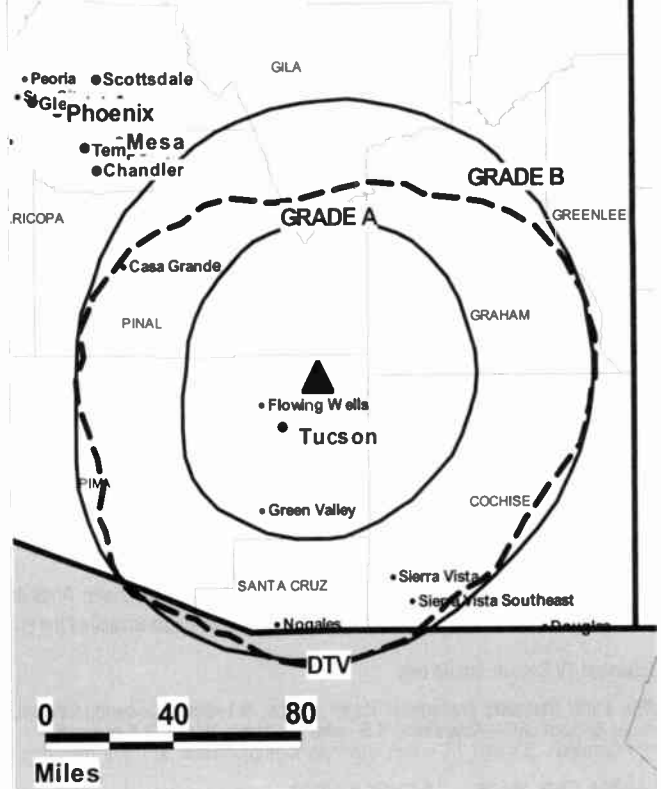 GILA
Peoria
Scottsdale
Phoenix
Mesa
Chandler
GRADE B
RICOPA
GRADE A
GREENLEE
Casa Grande
PINAL
GRAHAM
Flowing Wells
Tucson
PIMA
COCHISE
Green Valley
SANTA CRUZ
Sierra Vista
Sierra Vista Southeast
Nogales
Douglas
DTV
0 40 80
Miles